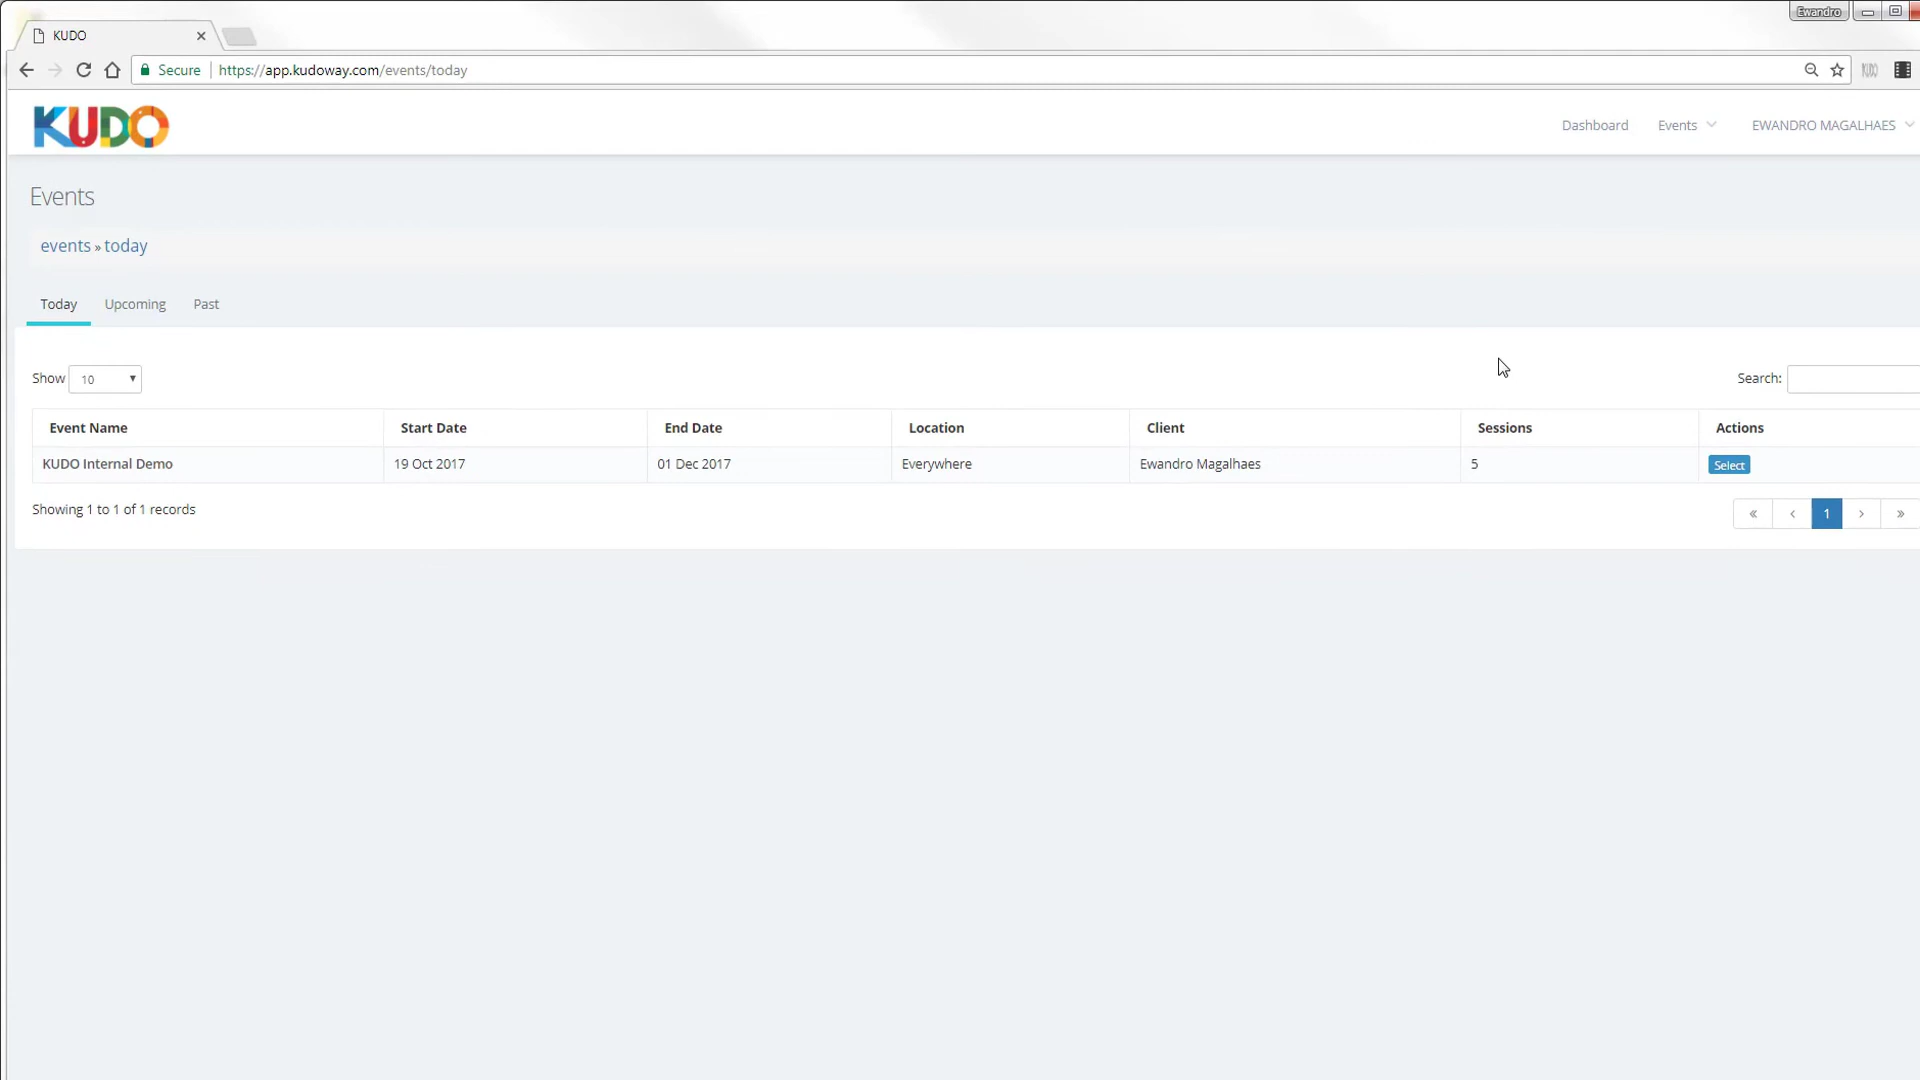 Ewandro
KUDO
Secure https://app.kudoway.com/events/today
KUDO
Dashboard Events EWANDRO MAGALHAES
Events
events » today
Today Upcoming Past
Show 10 Search:
Event Name Start Date End Date Location Client Sessions Actions
KUDO Internal Demo 19 Oct 2017 01 Dec 2017 Everywhere Ewandro Magalhaes 5 Select
Showing 1 to 1 of 1 records
« ‹ 1 › »